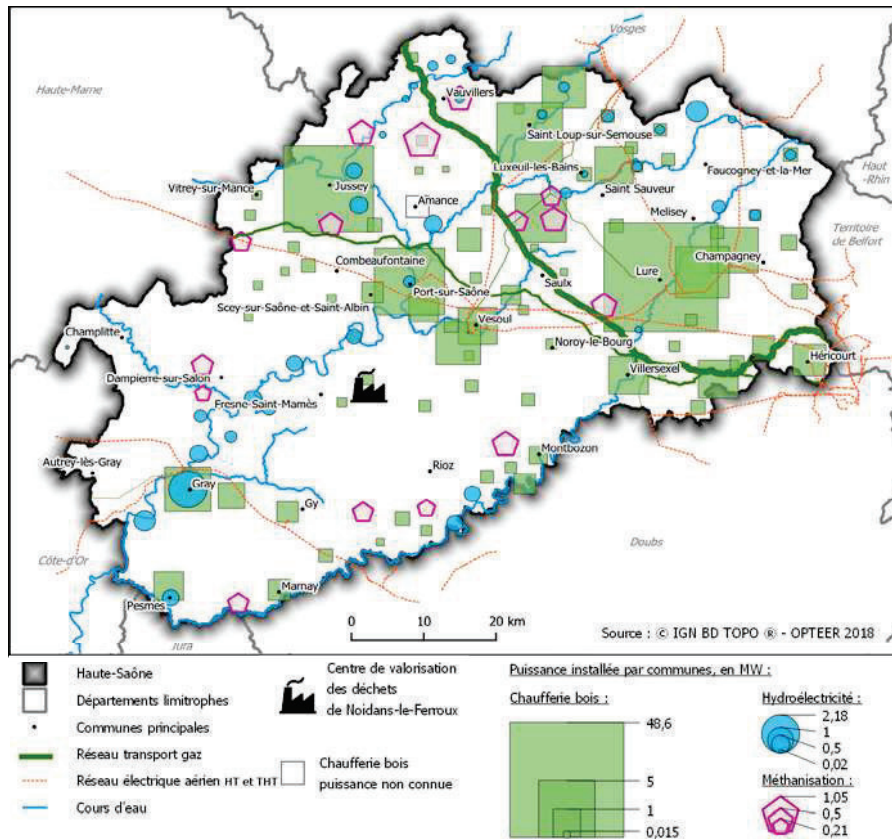 Vosges
Haute-Marne
Vauvillers
Saint-Loup-sur-Semouse
Luxeuil-les-Bains
Faucogney-et-la-Mer
Haut
-Rhin
Vitrey-sur-Mance
Jussey
Saint Sauveur
Amance
Melisey
Territoire
de Belfort
Combeaufontaine
Champagney
Lure
Saulx
Port-sur-Saône
Scey-sur-Saône-et-Saint-Albin
Vesoul
Champlitte
Noroy-le-Bourg
Héricourt
Villersexel
Dampierre-sur-Salon
Fresne-Saint-Mamès
Montbozon
Autrey-lès-Gray
Rioz
Gray
Gy
Doubs
Côte-d'Or
Marnay
Pesmes
Jura
0 10 20 km
Source : © IGN BD TOPO ® - OPTEER 2018
Haute-Saône
Départements limitrophes
Communes principales
Réseau transport gaz
Réseau électrique aérien HT et THT
Cours d'eau
Centre de valorisation
des déchets
de Noidans-le-Ferroux
Chaufferie bois
puissance non connue
Puissance installée par communes, en MW :
Chaufferie bois :
48,6
5
1
0,015
Hydroélectricité :
2,18
1
0,5
0,02
Méthanisation :
1,05
0,5
0,21